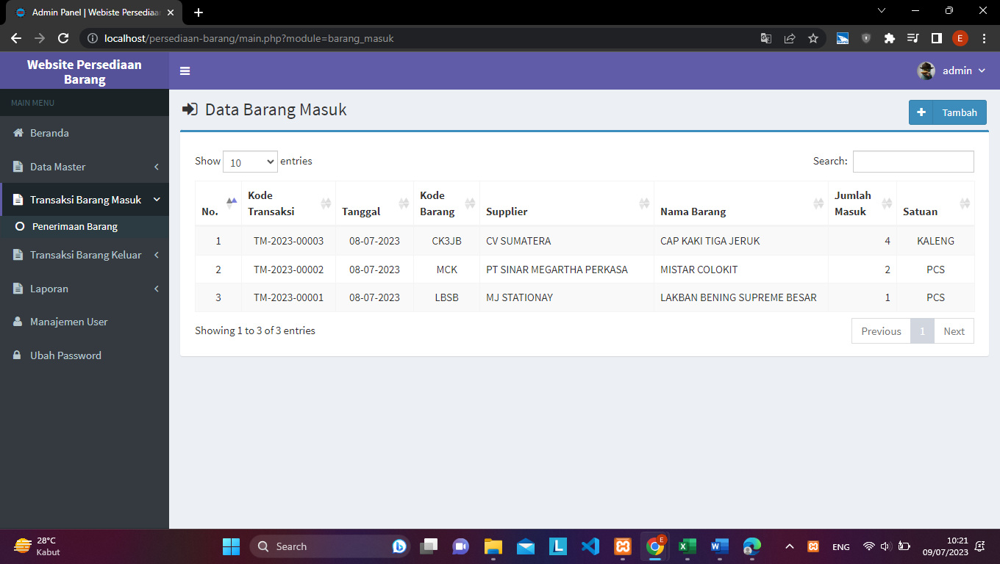 Admin Panel | Webiste Persediaan
localhost/persediaan-barang/main.php?module=barang_masuk
E
Website Persediaan
Barang
admin
MAIN MENU
Beranda
Data Master
Transaksi Barang Masuk
Penerimaan Barang
Transaksi Barang Keluar
Laporan
Manajemen User
Ubah Password
Data Barang Masuk
Tambah
Show 10 entries
Search:
No. Kode Transaksi Tanggal Kode Barang Supplier Nama Barang Jumlah Masuk Satuan
1 TM-2023-00003 08-07-2023 CK3JB CV SUMATERA CAP KAKI TIGA JERUK 4 KALENG
2 TM-2023-00002 08-07-2023 MCK PT SINAR MEGARTHA PERKASA MISTAR COLOKIT 2 PCS
3 TM-2023-00001 08-07-2023 LBSB MJ STATIONAY LAKBAN BENING SUPREME BESAR 1 PCS
Showing 1 to 3 of 3 entries
Previous 1 Next
28°C
Kabut
Search
ENG
10:21
09/07/2023